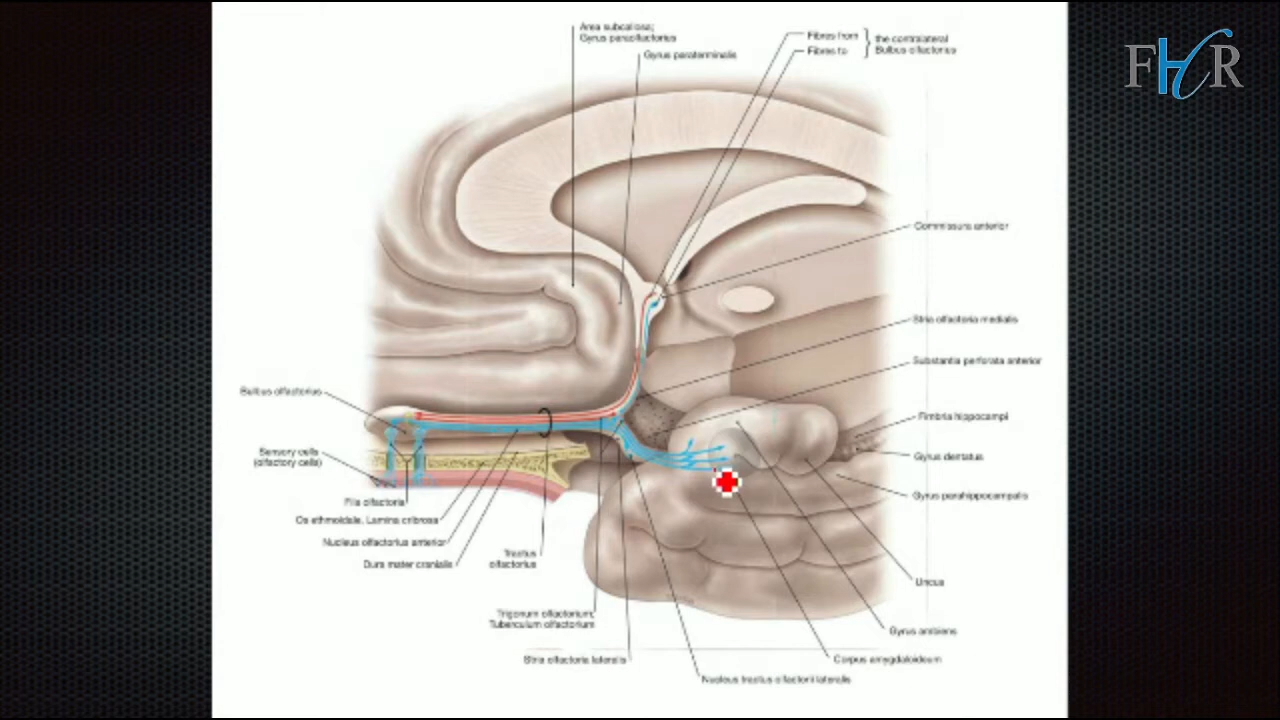 FHR
Area subcallosa;
Gyrus paraolfactorius
Gyrus paraterminalis
Fibres from
Fibres to
the contralateral
Bulbus olfactorius
Commissura anterior
Stria olfactoria medialis
Substantia perforata anterior
Bulbus olfactorius
Fimbria hippocampi
Sensory cells
(olfactory cells)
Gyrus dentatus
Gyrus parahippocampalis
Fila olfactoria
Os ethmoidale, Lamina cribrosa
Nucleus olfactorius anterior
Dura mater cranialis
Tractus
olfactorius
Uncus
Trigonum olfactorium;
Tuberculum olfactorium
Gyrus ambiens
Stria olfactoria lateralis
Corpus amygdaloideum
Nucleus tractus olfactorii lateralis